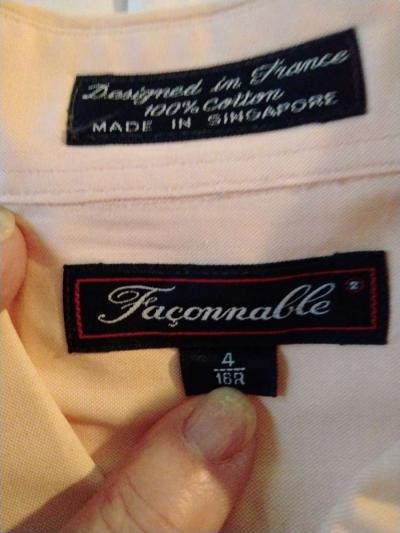 Designed in France
100% Cotton
MADE IN SINGAPORE
Façonnable
4
16R